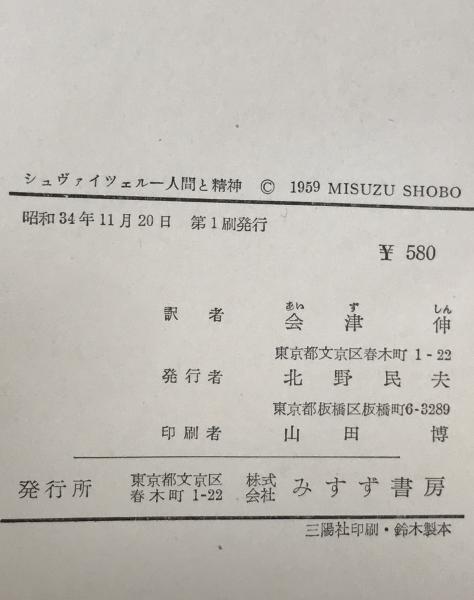 シュヴァイツェル―人間と精神 © 1959 MISUZU SHOBO
昭和34年11月20日 第1刷発行
¥ 580
あい ず しん
訳者 会津伸
東京都文京区春木町 1-22
発行者 北野民夫
東京都板橋区板橋町6-3289
印刷者 山田博
発行所 東京都文京区春木町 1-22 株式会社 みすず書房
三陽社印刷・鈴木製本